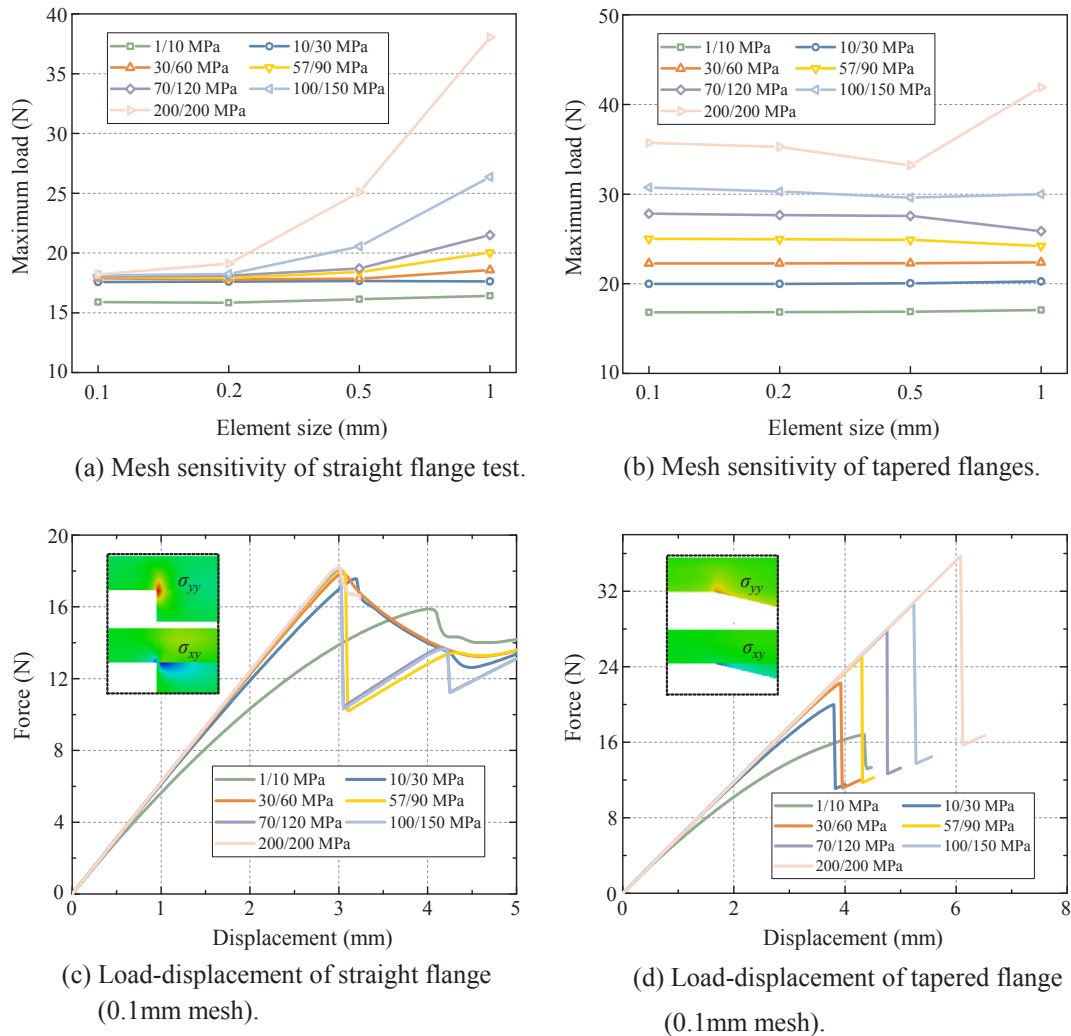 40
35
30
25
20
15
10
Maximum load (N)
1/10 MPa
10/30 MPa
30/60 MPa
57/90 MPa
70/120 MPa
100/150 MPa
200/200 MPa
0.1
0.2
0.5
1
Element size (mm)
(a) Mesh sensitivity of straight flange test.
50
40
30
20
10
Maximum load (N)
1/10 MPa
10/30 MPa
30/60 MPa
57/90 MPa
70/120 MPa
100/150 MPa
200/200 MPa
0.1
0.2
0.5
1
Element size (mm)
(b) Mesh sensitivity of tapered flanges.
20
16
12
8
4
0
Force (N)
σyy
σxy
1/10 MPa
10/30 MPa
30/60 MPa
57/90 MPa
70/120 MPa
100/150 MPa
200/200 MPa
0
1
2
3
4
5
Displacement (mm)
(c) Load-displacement of straight flange
(0.1mm mesh).
32
24
16
8
0
Force (N)
σyy
σxy
1/10 MPa
10/30 MPa
30/60 MPa
57/90 MPa
70/120 MPa
100/150 MPa
200/200 MPa
0
2
4
6
8
Displacement (mm)
(d) Load-displacement of tapered flange
(0.1mm mesh).